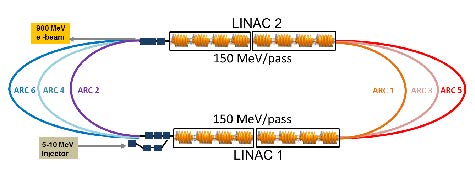 LINAC 2
900 MeV
e⁻-beam
150 MeV/pass
ARC 6
ARC 4
ARC 2
ARC 1
ARC 3
ARC 5
150 MeV/pass
5-10 MeV
Injector
LINAC 1